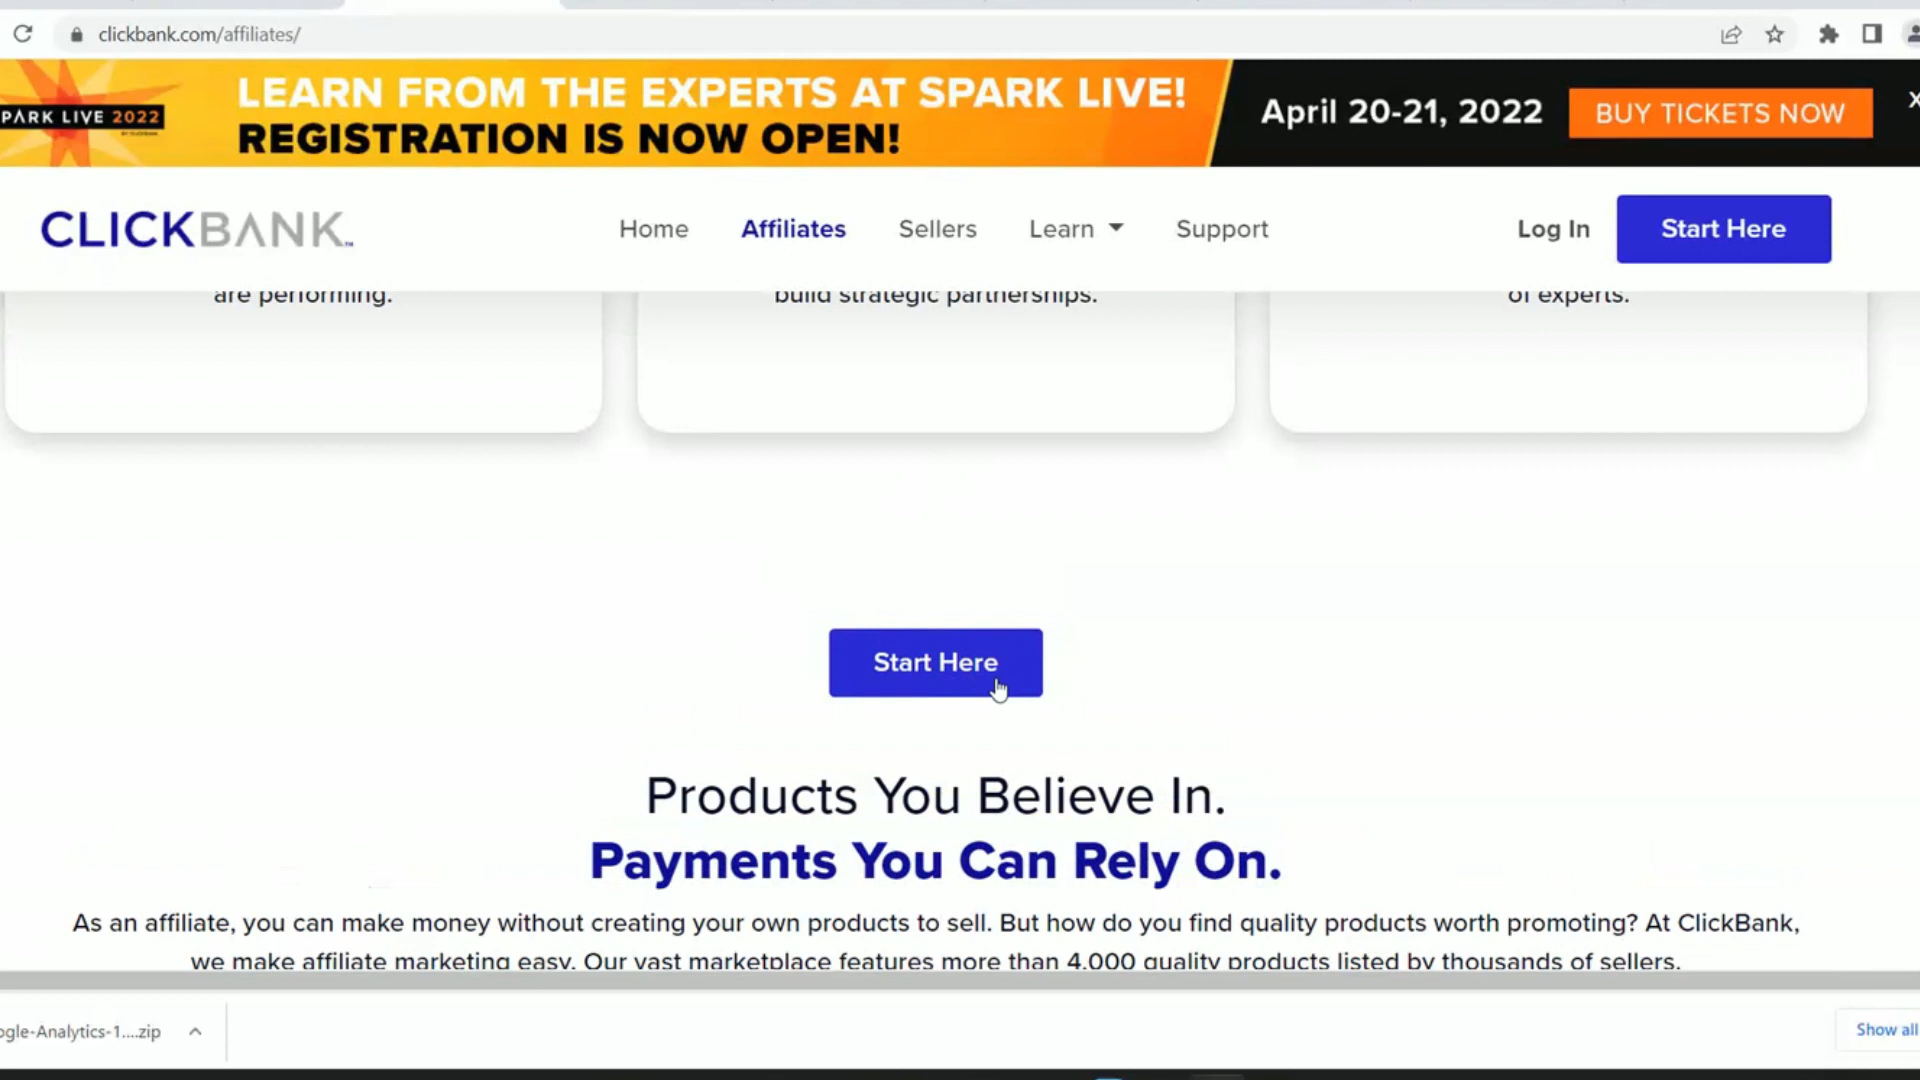 clickbank.com/affiliates/
PARK LIVE 2022
LEARN FROM THE EXPERTS AT SPARK LIVE!
REGISTRATION IS NOW OPEN!
April 20-21, 2022
BUY TICKETS NOW
X
CLICKBANK
Home
Affiliates
Sellers
Learn
Support
Log In
Start Here
are performing.
build strategic partnerships.
of experts.
Start Here
Products You Believe In.
Payments You Can Rely On.
As an affiliate, you can make money without creating your own products to sell. But how do you find quality products worth promoting? At ClickBank,
we make affiliate marketing easy. Our vast marketplace features more than 4,000 quality products listed by thousands of sellers.
ogle-Analytics-1....zip
Show all